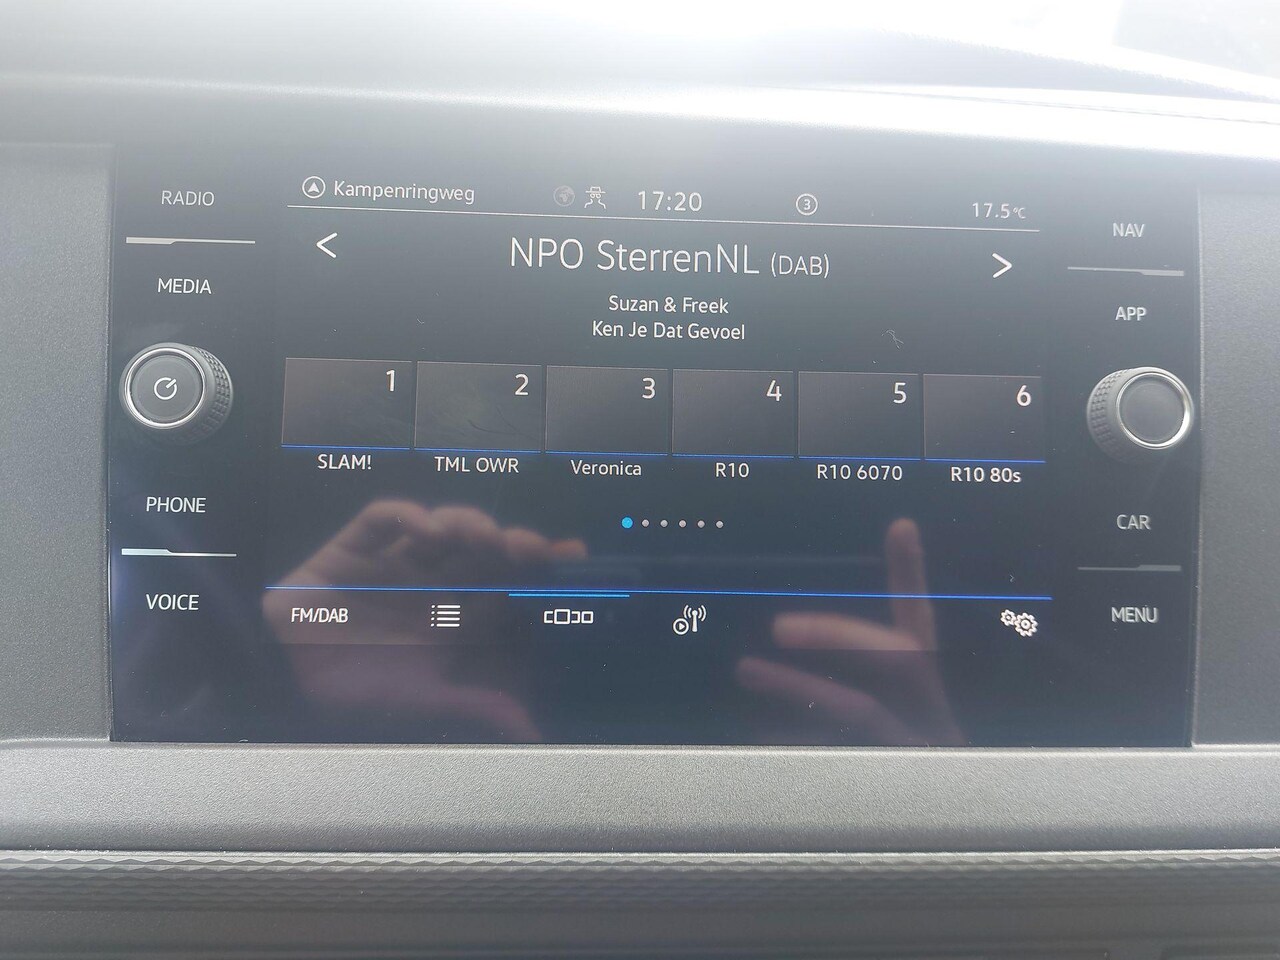 RADIO
MEDIA
PHONE
VOICE
Kampenringweg 17:20 3 17.5°C
< NPO SterrenNL (DAB) >
Suzan & Freek
Ken Je Dat Gevoel
1 2 3 4 5 6
SLAM! TML OWR Veronica R10 R10 6070 R10 80s
FM/DAB
NAV
APP
CAR
MENU